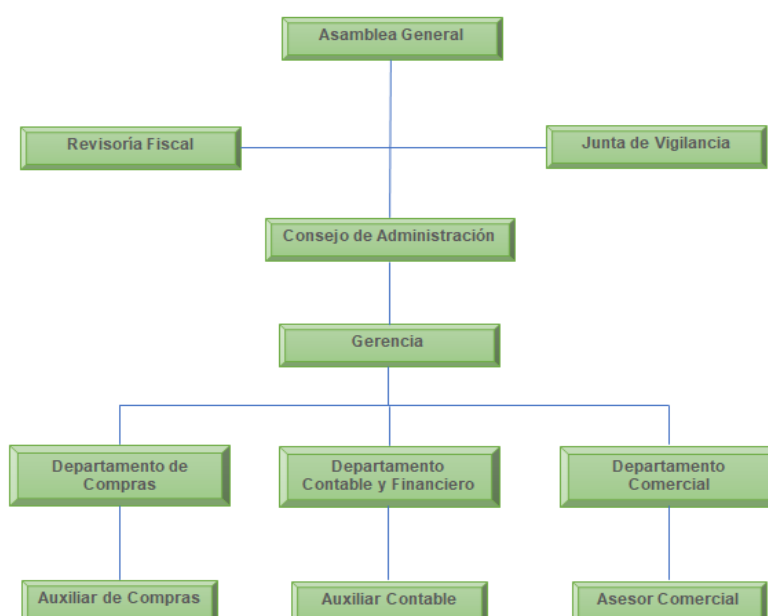 Asamblea General
Revisoría Fiscal
Junta de Vigilancia
Consejo de Administración
Gerencia
Departamento de
Compras
Departamento
Contable y Financiero
Departamento
Comercial
Auxiliar de Compras
Auxiliar Contable
Asesor Comercial